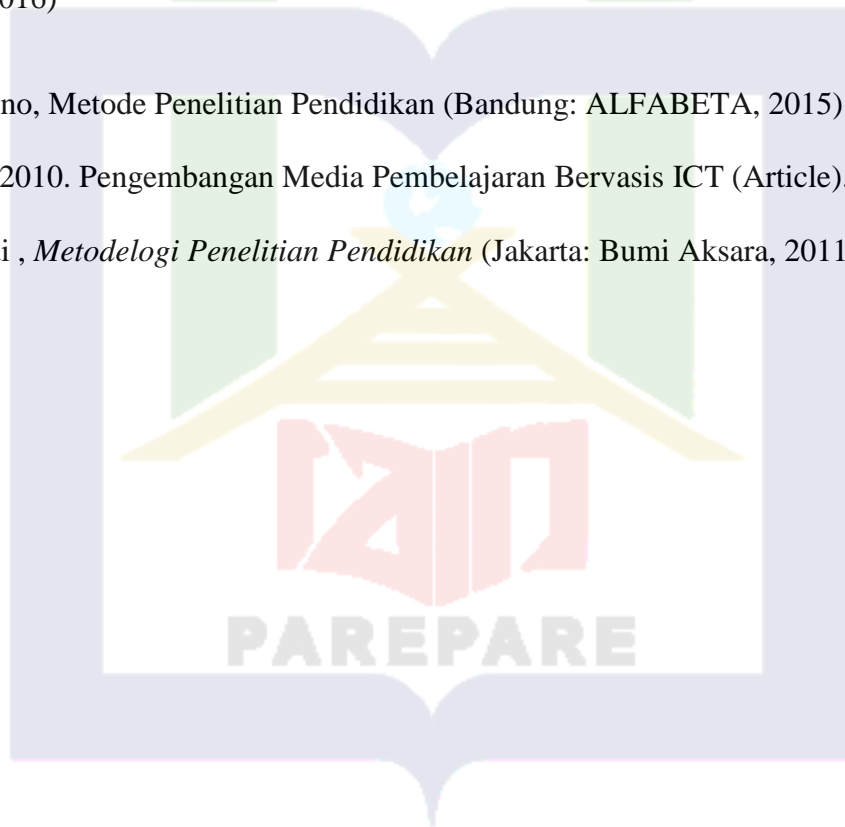 016)
no, Metode Penelitian Pendidikan (Bandung: ALFABETA, 2015)
2010. Pengembangan Media Pembelajaran Bervasis ICT (Article).
i , Metodelogi Penelitian Pendidikan (Jakarta: Bumi Aksara, 2011
iain
PAREPARE